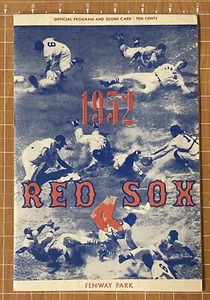 OFFICIAL PROGRAM AND SCORE CARD - TEN CENTS
1952
RED SOX
FENWAY PARK